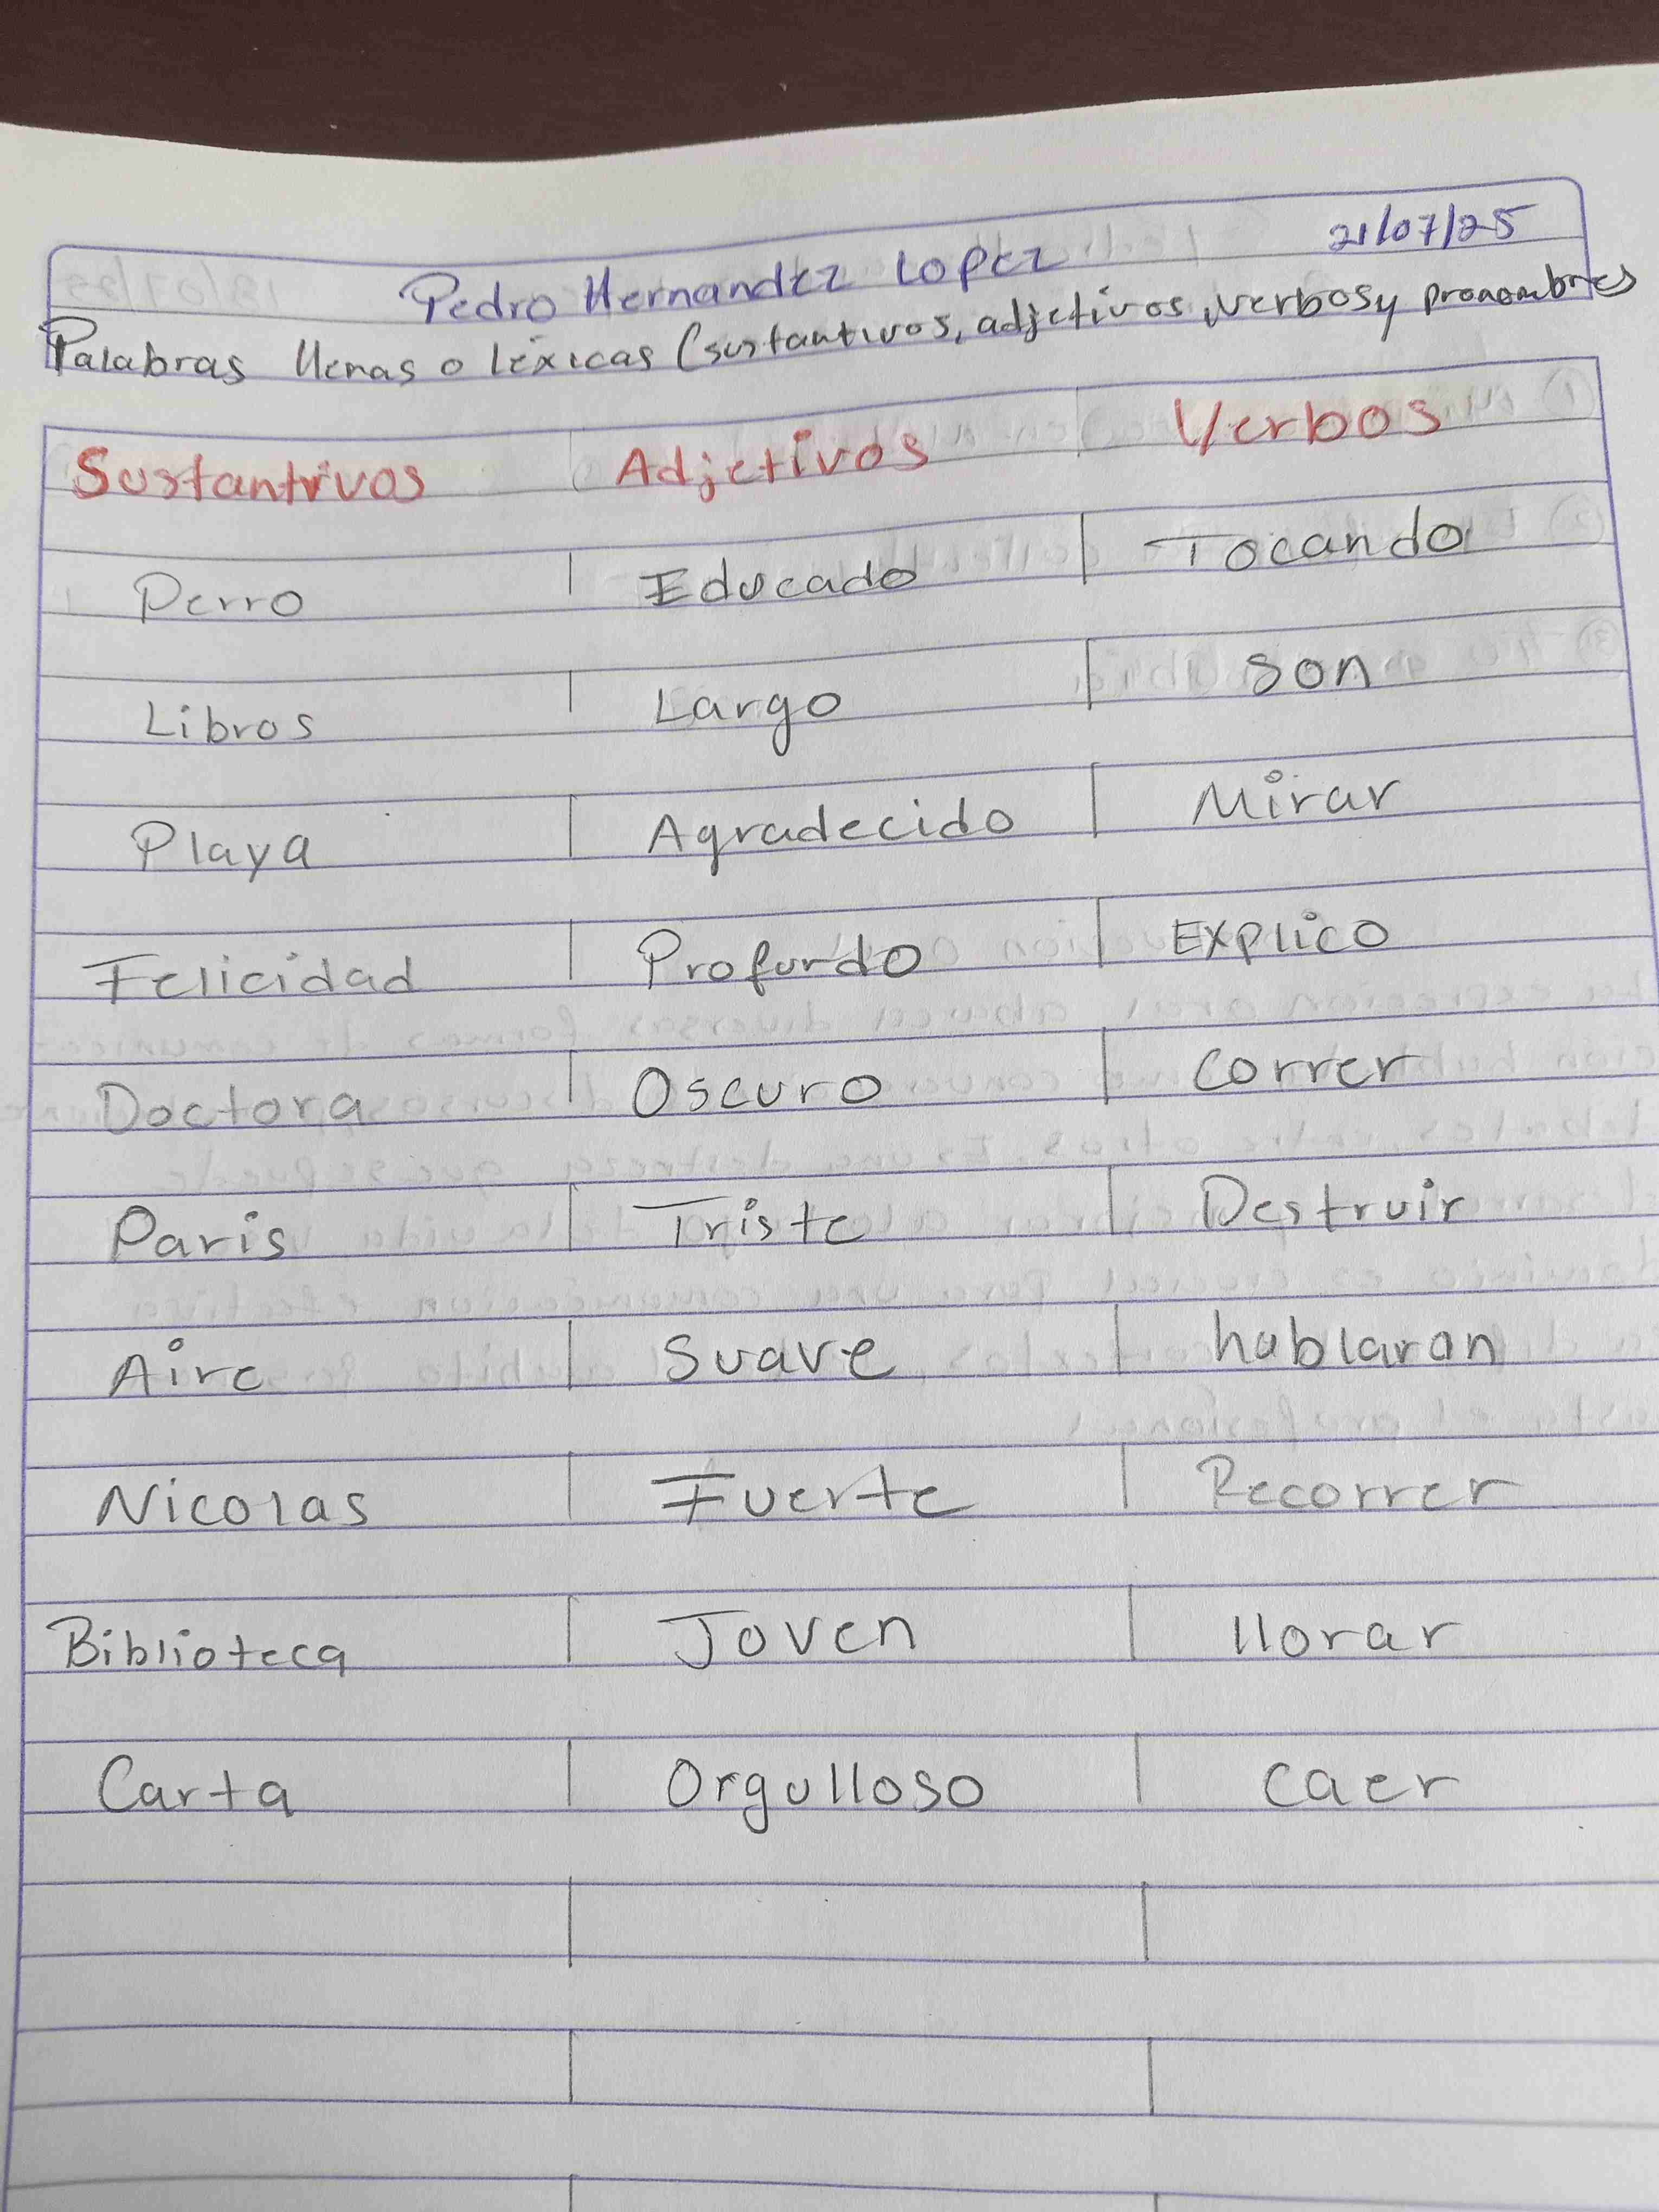 Pedro Hernandez Lopez 21/07/25
Palabras llenas o léxicas (sustantivos, adjetivos, verbos y pronombres
Sustantivos Adjetivos Verbos
Perro Educado Tocando
Libros Largo son
Playa Agradecido Mirar
Felicidad Profundo Explico
Doctora Oscuro correr
Paris Triste Destruir
Aire Suave hablaron
Nicolas Fuerte Recorrer
Biblioteca Joven llorar
Carta Orgulloso caer